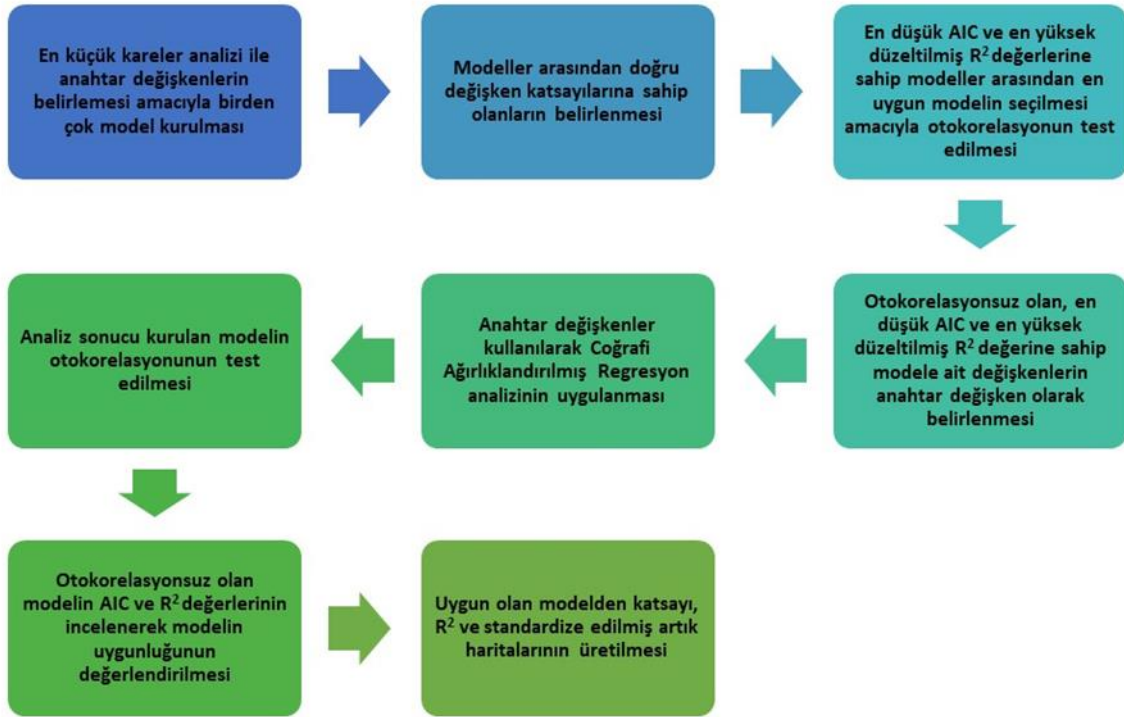 En küçük kareler analizi ile
anahtar değişkenlerin
belirlemesi amacıyla birden
çok model kurulması
Modeller arasından doğru
değişken katsayılarına sahip
olanların belirlenmesi
En düşük AIC ve en yüksek
düzeltilmiş R² değerlerine
sahip modeller arasından en
uygun modelin seçilmesi
amacıyla otokorelasyonun test
edilmesi
Otokorelasyonsuz olan, en
düşük AIC ve en yüksek
düzeltilmiş R² değerine sahip
modele ait değişkenlerin
anahtar değişken olarak
belirlenmesi
Anahtar değişkenler
kullanılarak Coğrafi
Ağırlıklandırılmış Regresyon
analizinin uygulanması
Analiz sonucu kurulan modelin
otokorelasyonunun test
edilmesi
Otokorelasyonsuz olan
modelin AIC ve R² değerlerinin
incelenerek modelin
uygunluğunun
değerlendirilmesi
Uygun olan modelden katsayı,
R² ve standardize edilmiş artık
haritalarının üretilmesi